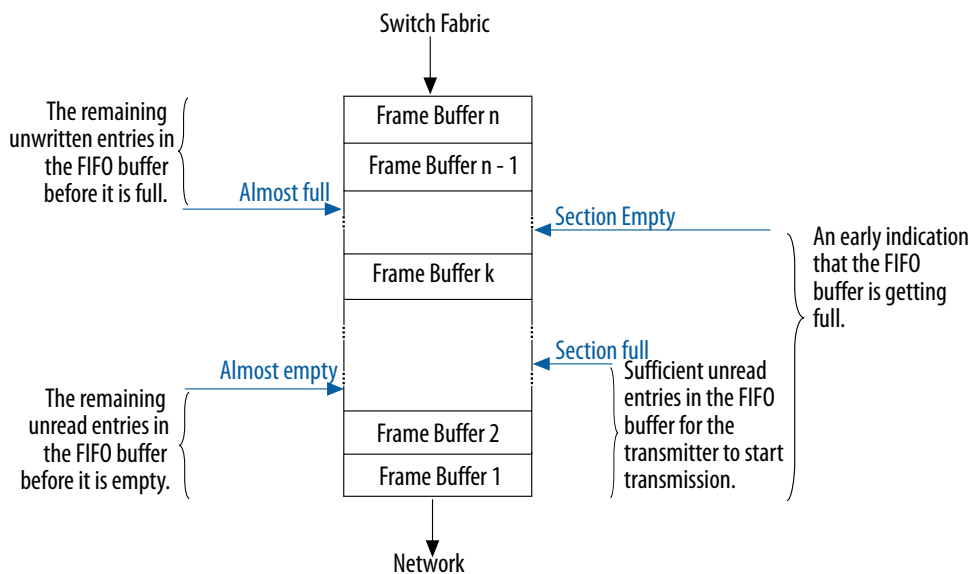 Switch Fabric
Frame Buffer n
The remaining
unwritten entries in
the FIFO buffer
before it is full.
Frame Buffer n - 1
Almost full
Section Empty
An early indication
that the FIFO
buffer is getting
full.
Frame Buffer k
Section full
Almost empty
Sufficient unread
entries in the FIFO
buffer for the
transmitter to start
transmission.
The remaining
unread entries in
the FIFO buffer
before it is empty.
Frame Buffer 2
Frame Buffer 1
Network